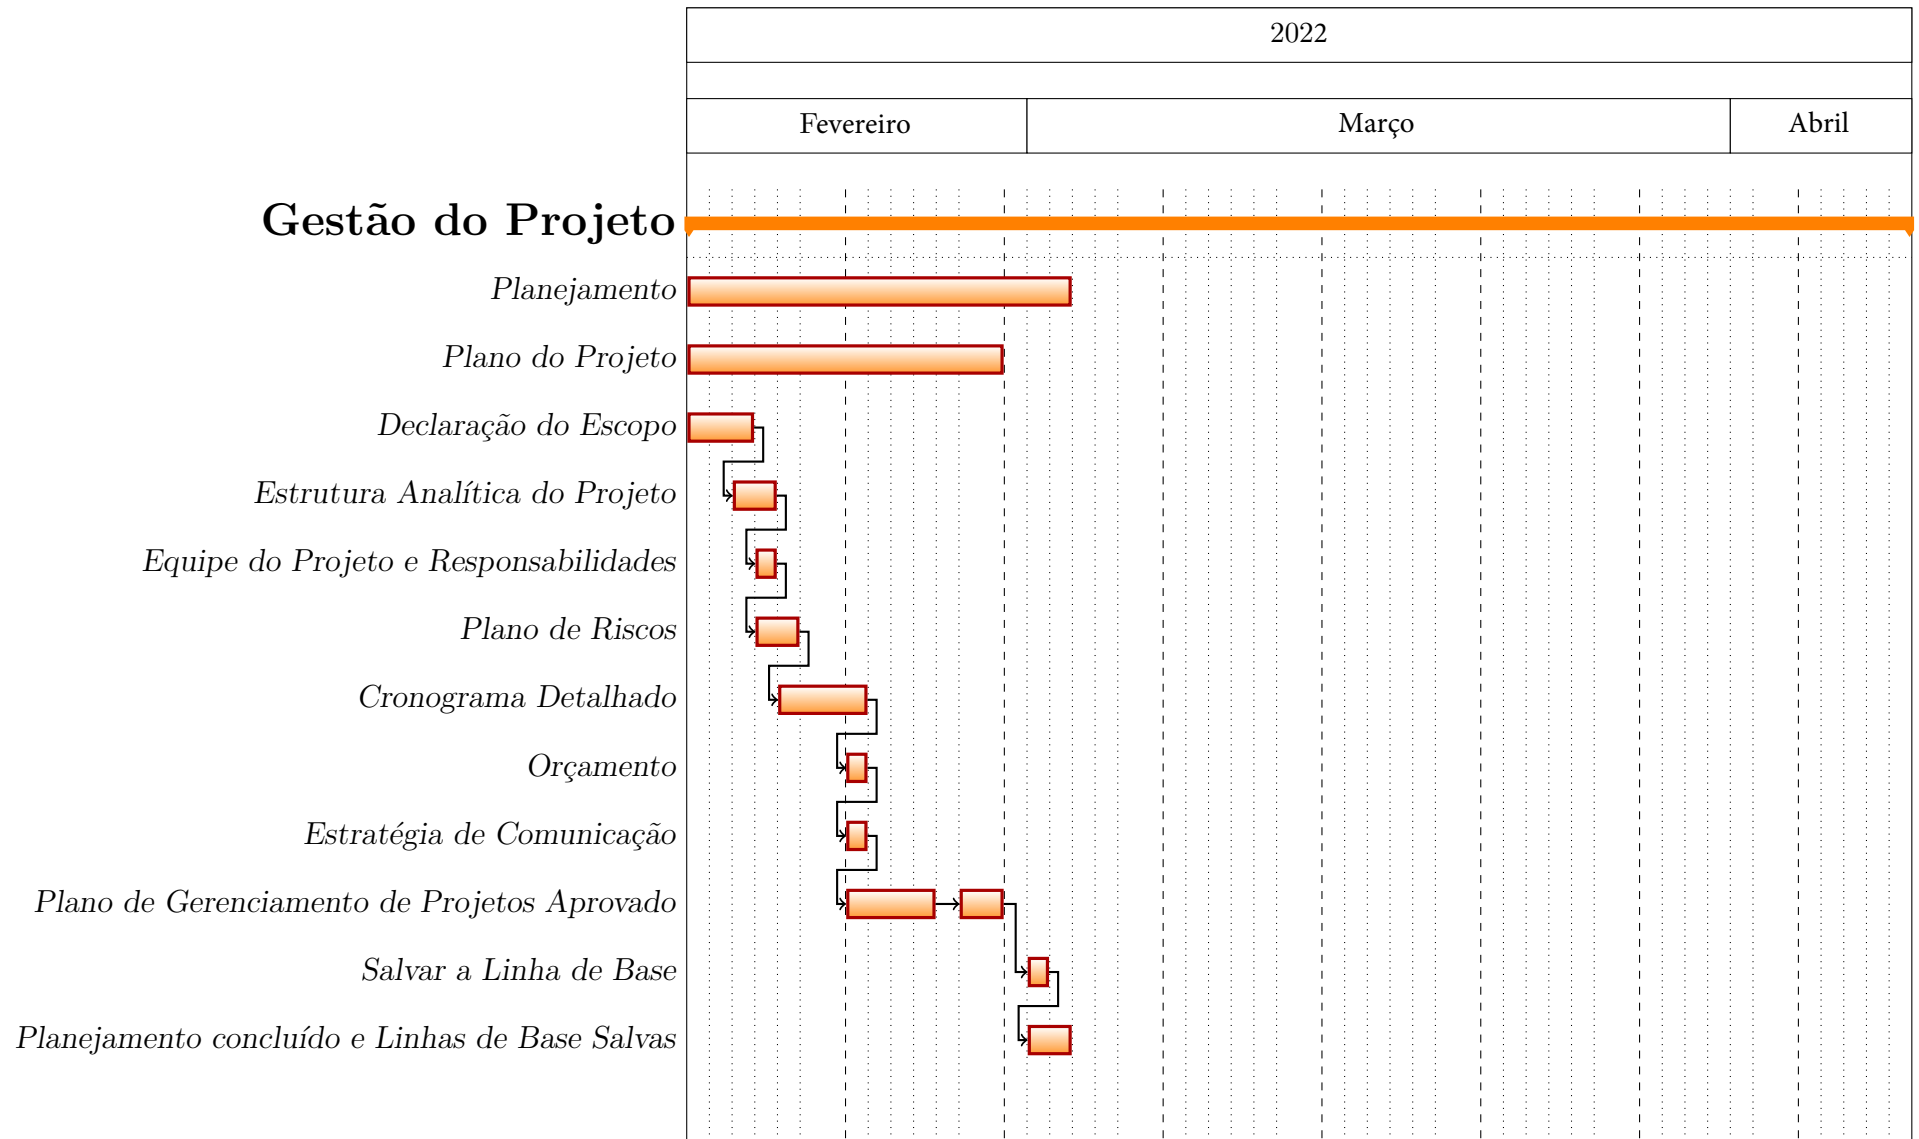 2022
Fevereiro Março Abril
Gestão do Projeto
Planejamento
Plano do Projeto
Declaração do Escopo
Estrutura Analítica do Projeto
Equipe do Projeto e Responsabilidades
Plano de Riscos
Cronograma Detalhado
Orçamento
Estratégia de Comunicação
Plano de Gerenciamento de Projetos Aprovado
Salvar a Linha de Base
Planejamento concluído e Linhas de Base Salvas